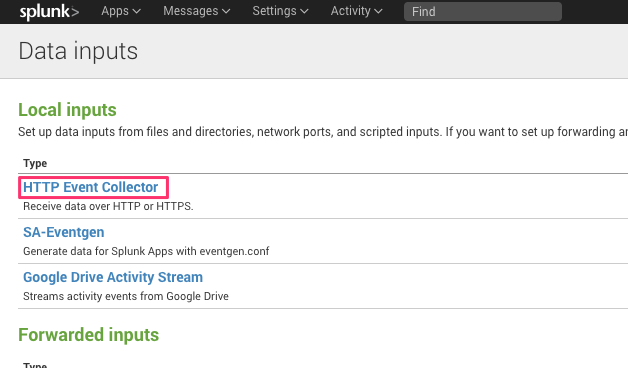 splunk> Apps Messages Settings Activity Find
Data inputs
Local inputs
Set up data inputs from files and directories, network ports, and scripted inputs. If you want to set up forwarding
Type
HTTP Event Collector
Receive data over HTTP or HTTPS.
SA-Eventgen
Generate data for Splunk Apps with eventgen.conf
Google Drive Activity Stream
Streams activity events from Google Drive
Forwarded inputs
Type